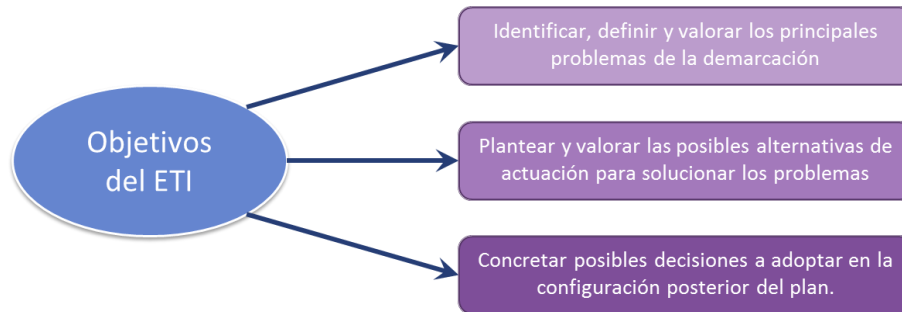 Objetivos
del ETI
Identificar, definir y valorar los principales
problemas de la demarcación
Plantear y valorar las posibles alternativas de
actuación para solucionar los problemas
Concretar posibles decisiones a adoptar en la
configuración posterior del plan.